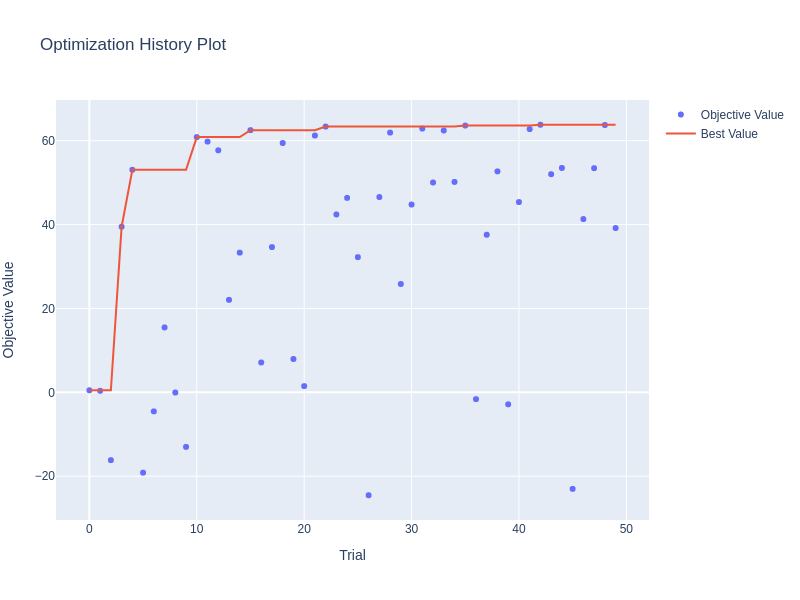 Optimization History Plot
Objective Value
Best Value
60
40
20
0
−20
Objective Value
0
10
20
30
40
50
Trial